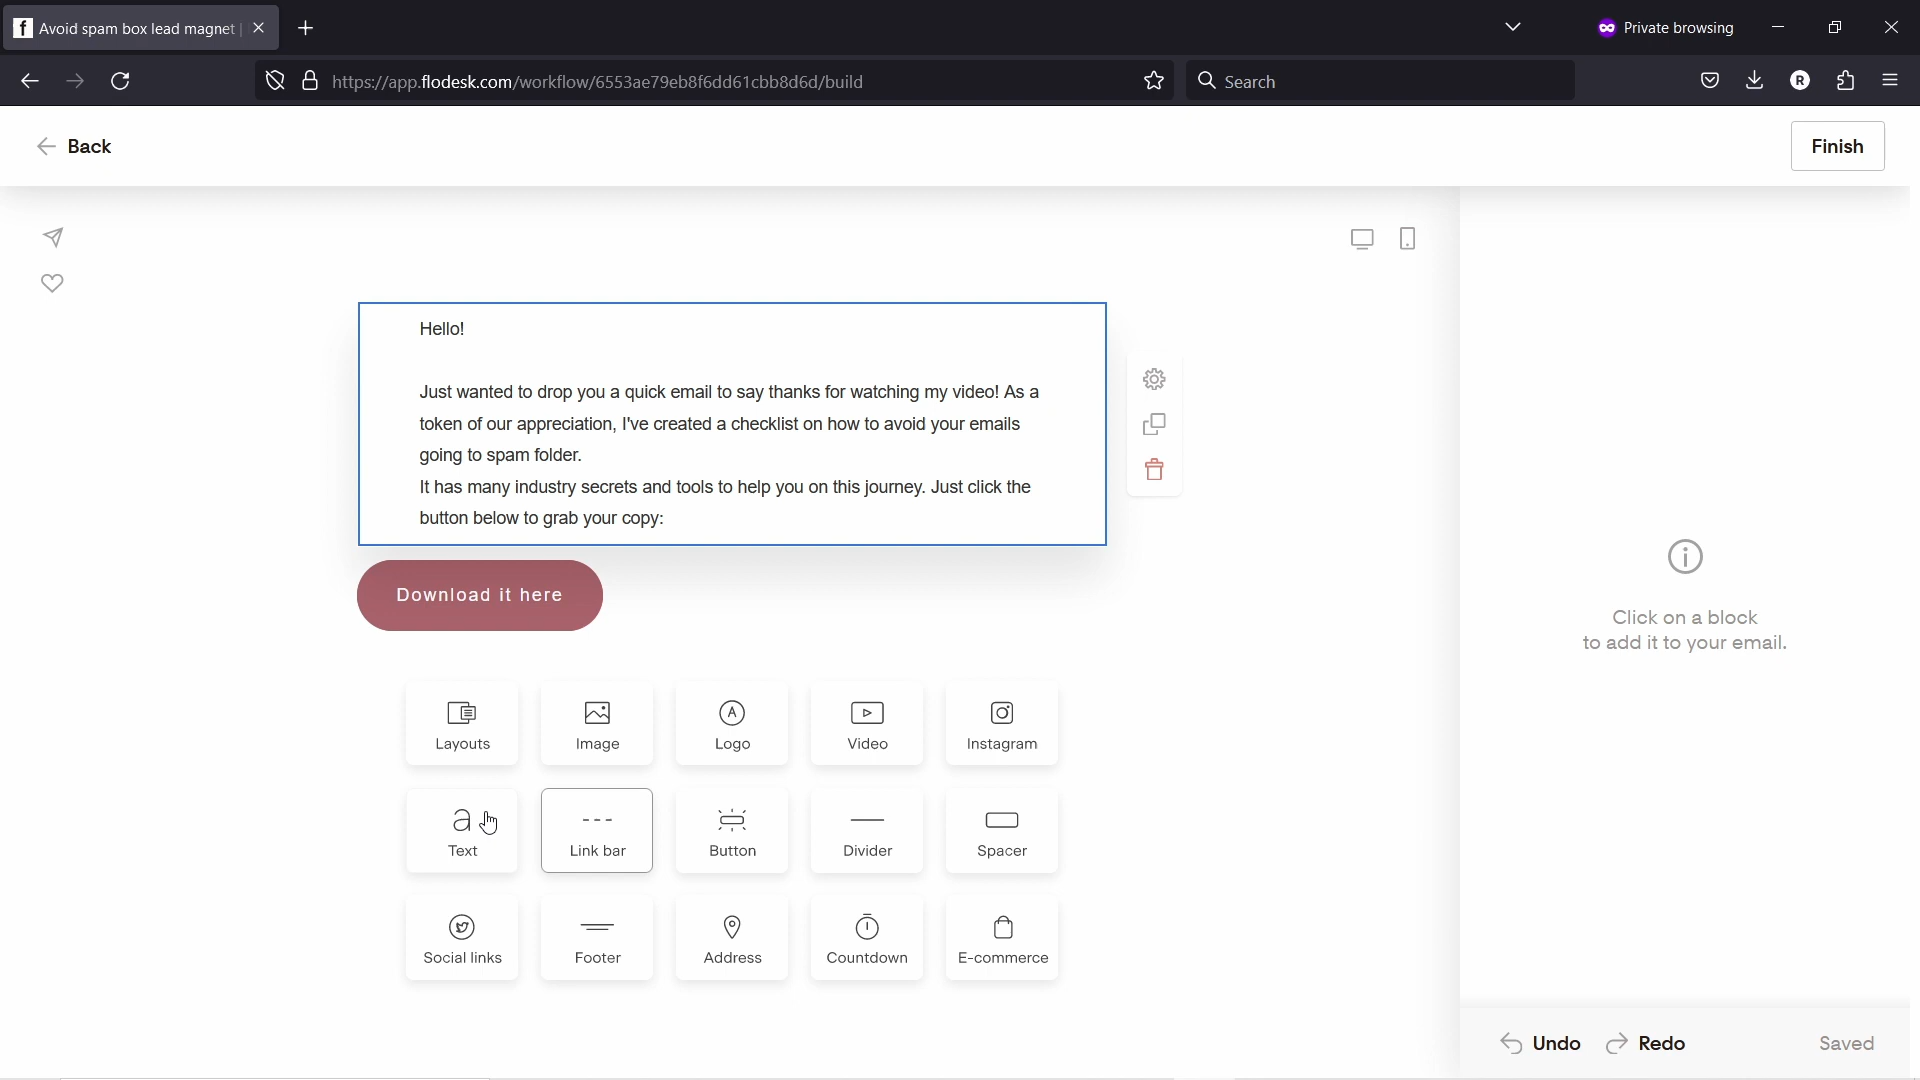 f Avoid spam box lead magnet |
Private browsing
https://app.flodesk.com/workflow/6553ae79eb8f6dd61cbb8d6d/build
Search
R
Back
Finish
Hello!
Just wanted to drop you a quick email to say thanks for watching my video! As a
token of our appreciation, I've created a checklist on how to avoid your emails
going to spam folder.
It has many industry secrets and tools to help you on this journey. Just click the
button below to grab your copy:
Download it here
Click on a block
to add it to your email.
Layouts
Image
Logo
Video
Instagram
Text
Link bar
Button
Divider
Spacer
Social links
Footer
Address
Countdown
E-commerce
Undo
Redo
Saved